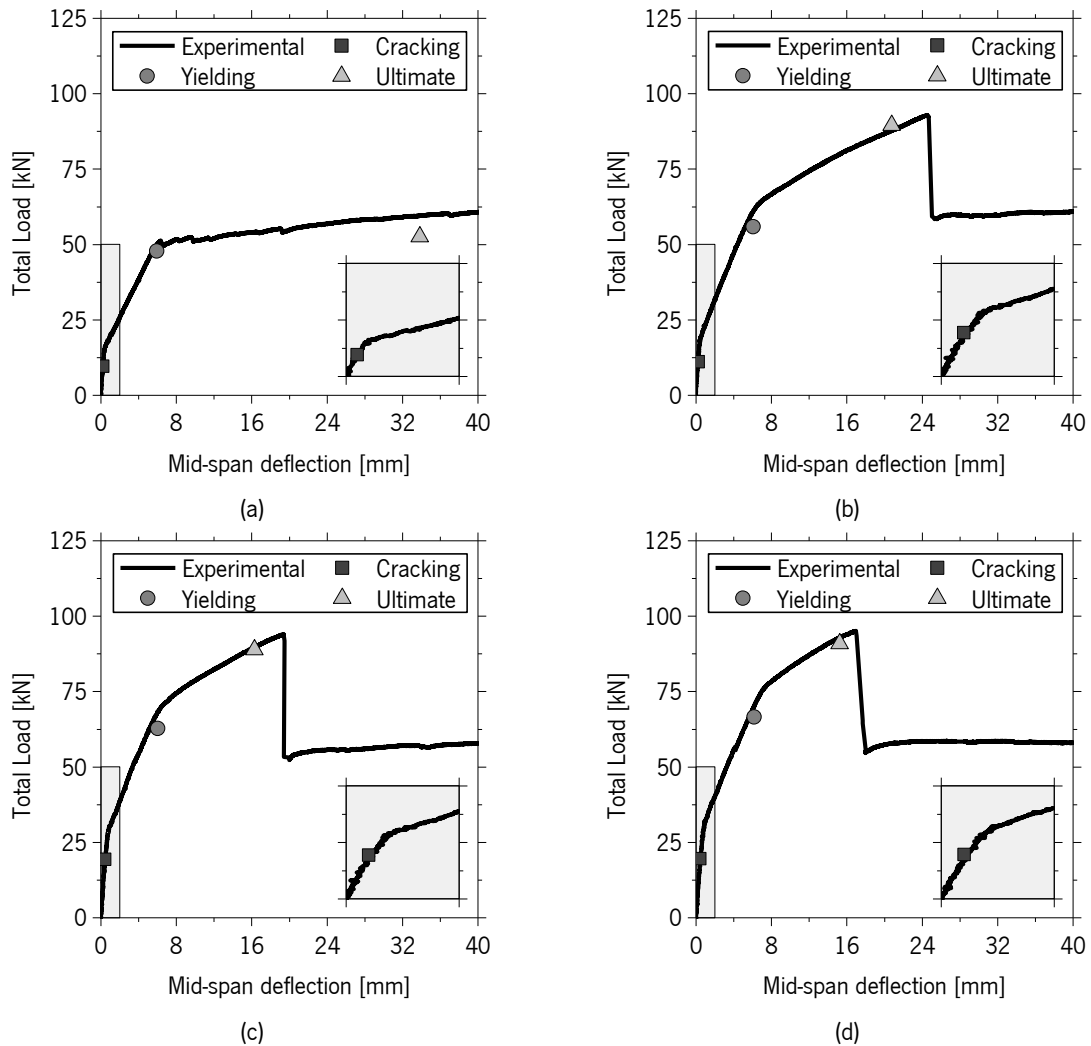 125
100
75
50
25
0
Total Load [kN]
Experimental
Cracking
Yielding
Ultimate
0 8 16 24 32 40
Mid-span deflection [mm]
(a)
125
100
75
50
25
0
Total Load [kN]
Experimental
Cracking
Yielding
Ultimate
0 8 16 24 32 40
Mid-span deflection [mm]
(b)
125
100
75
50
25
0
Total Load [kN]
Experimental
Cracking
Yielding
Ultimate
0 8 16 24 32 40
Mid-span deflection [mm]
(c)
125
100
75
50
25
0
Total Load [kN]
Experimental
Cracking
Yielding
Ultimate
0 8 16 24 32 40
Mid-span deflection [mm]
(d)